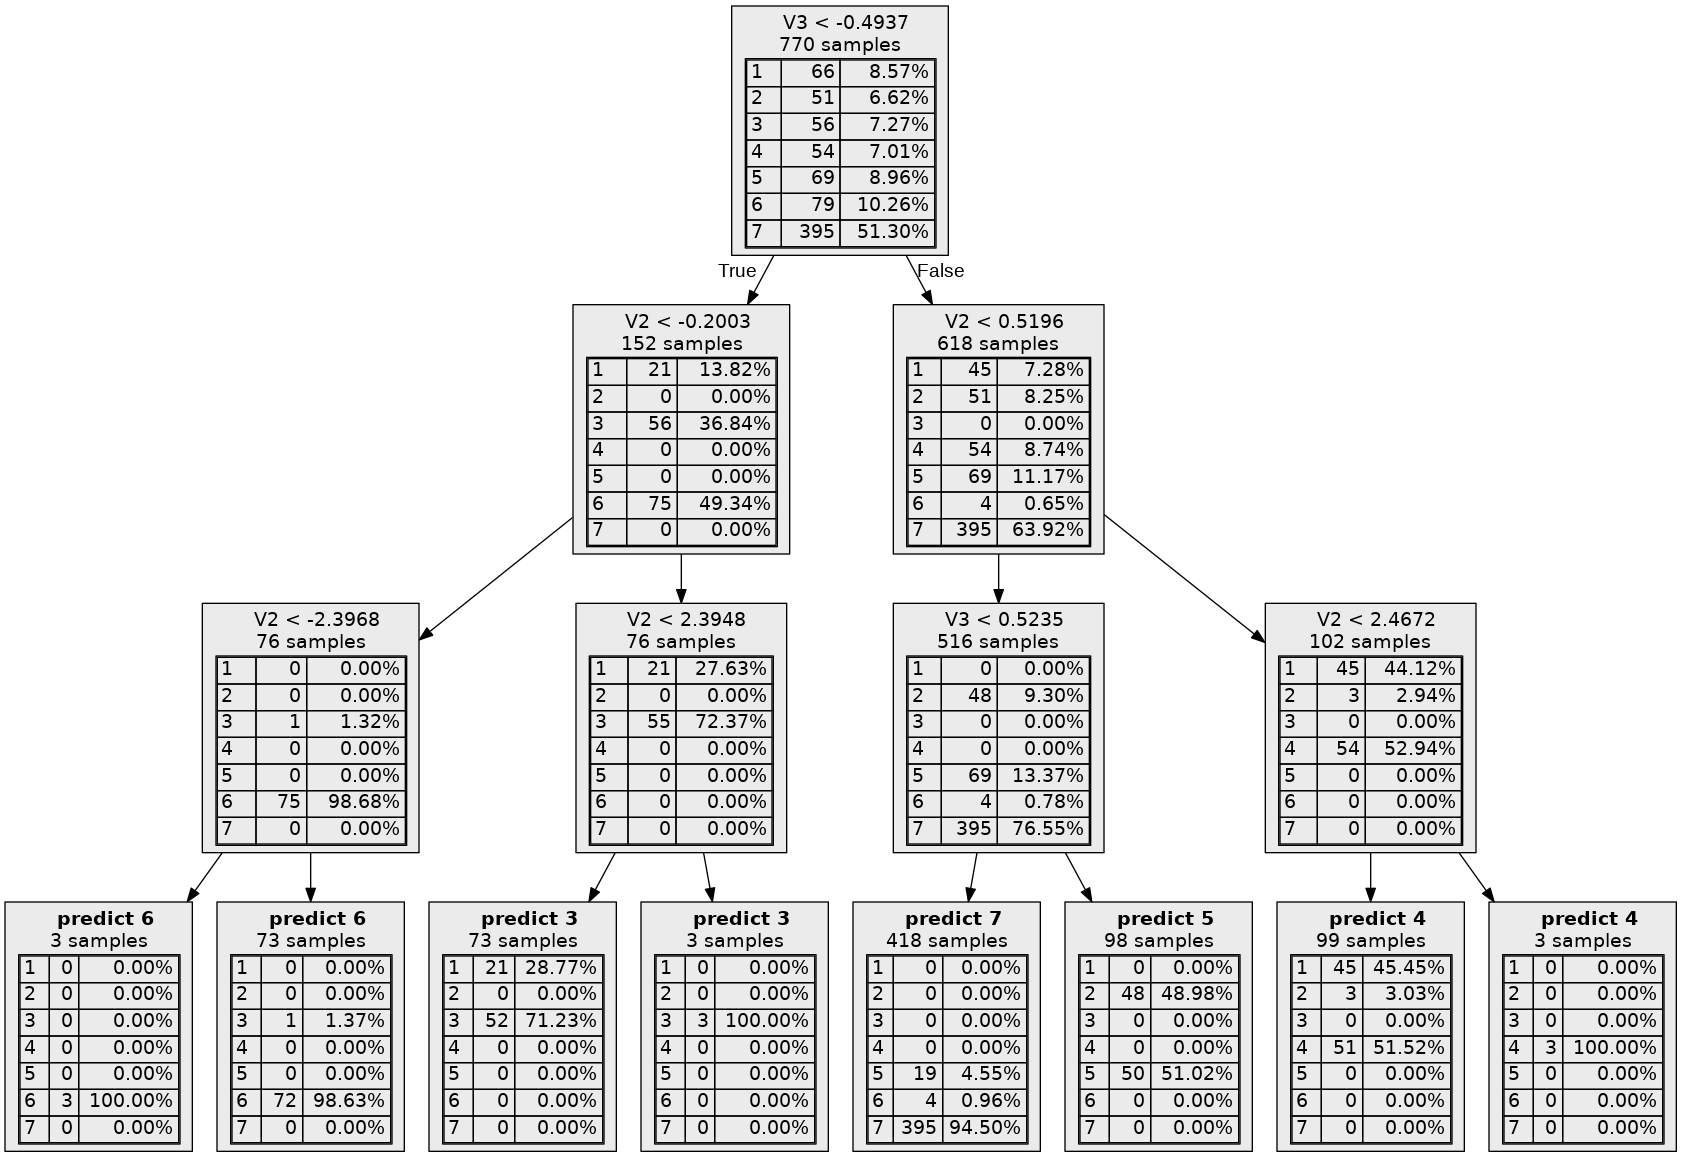 V3 < -0.4937
770 samples
1 66 8.57%
2 51 6.62%
3 56 7.27%
4 54 7.01%
5 69 8.96%
6 79 10.26%
7 395 51.30%
True
False
V2 < -0.2003
152 samples
1 21 13.82%
2 0 0.00%
3 56 36.84%
4 0 0.00%
5 0 0.00%
6 75 49.34%
7 0 0.00%
V2 < 0.5196
618 samples
1 45 7.28%
2 51 8.25%
3 0 0.00%
4 54 8.74%
5 69 11.17%
6 4 0.65%
7 395 63.92%
V2 < -2.3968
76 samples
1 0 0.00%
2 0 0.00%
3 1 1.32%
4 0 0.00%
5 0 0.00%
6 75 98.68%
7 0 0.00%
V2 < 2.3948
76 samples
1 21 27.63%
2 0 0.00%
3 55 72.37%
4 0 0.00%
5 0 0.00%
6 0 0.00%
7 0 0.00%
V3 < 0.5235
516 samples
1 0 0.00%
2 48 9.30%
3 0 0.00%
4 0 0.00%
5 69 13.37%
6 4 0.78%
7 395 76.55%
V2 < 2.4672
102 samples
1 45 44.12%
2 3 2.94%
3 0 0.00%
4 54 52.94%
5 0 0.00%
6 0 0.00%
7 0 0.00%
predict 6
3 samples
1 0 0.00%
2 0 0.00%
3 0 0.00%
4 0 0.00%
5 0 0.00%
6 3 100.00%
7 0 0.00%
predict 6
73 samples
1 0 0.00%
2 0 0.00%
3 1 1.37%
4 0 0.00%
5 0 0.00%
6 72 98.63%
7 0 0.00%
predict 3
73 samples
1 21 28.77%
2 0 0.00%
3 52 71.23%
4 0 0.00%
5 0 0.00%
6 0 0.00%
7 0 0.00%
predict 3
3 samples
1 0 0.00%
2 0 0.00%
3 3 100.00%
4 0 0.00%
5 0 0.00%
6 0 0.00%
7 0 0.00%
predict 7
418 samples
1 0 0.00%
2 0 0.00%
3 0 0.00%
4 0 0.00%
5 19 4.55%
6 4 0.96%
7 395 94.50%
predict 5
98 samples
1 0 0.00%
2 48 48.98%
3 0 0.00%
4 0 0.00%
5 50 51.02%
6 0 0.00%
7 0 0.00%
predict 4
99 samples
1 45 45.45%
2 3 3.03%
3 0 0.00%
4 51 51.52%
5 0 0.00%
6 0 0.00%
7 0 0.00%
predict 4
3 samples
1 0 0.00%
2 0 0.00%
3 0 0.00%
4 3 100.00%
5 0 0.00%
6 0 0.00%
7 0 0.00%